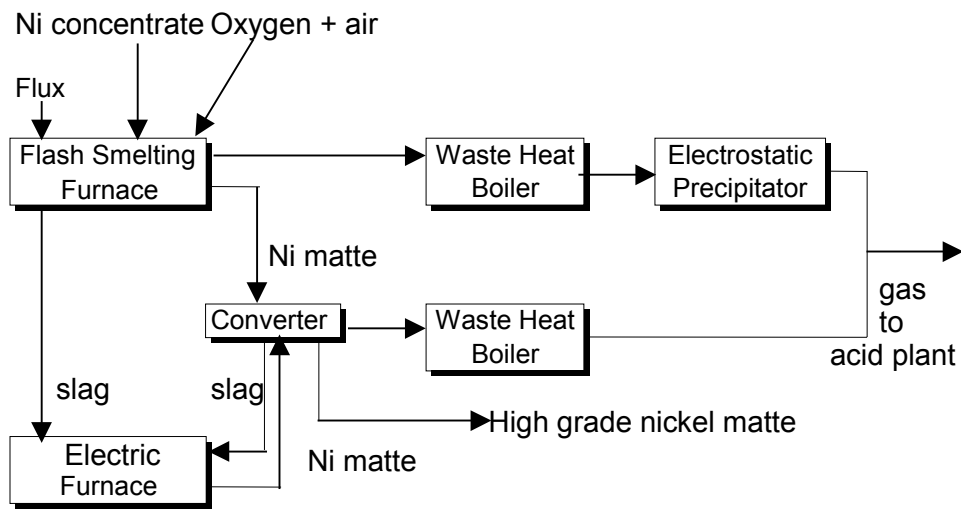 Ni concentrate Oxygen + air
Flux
Flash Smelting
Furnace
Waste Heat
Boiler
Electrostatic
Precipitator
Ni matte
Converter
Waste Heat
Boiler
gas
to
acid plant
slag
slag
High grade nickel matte
Electric
Furnace
Ni matte